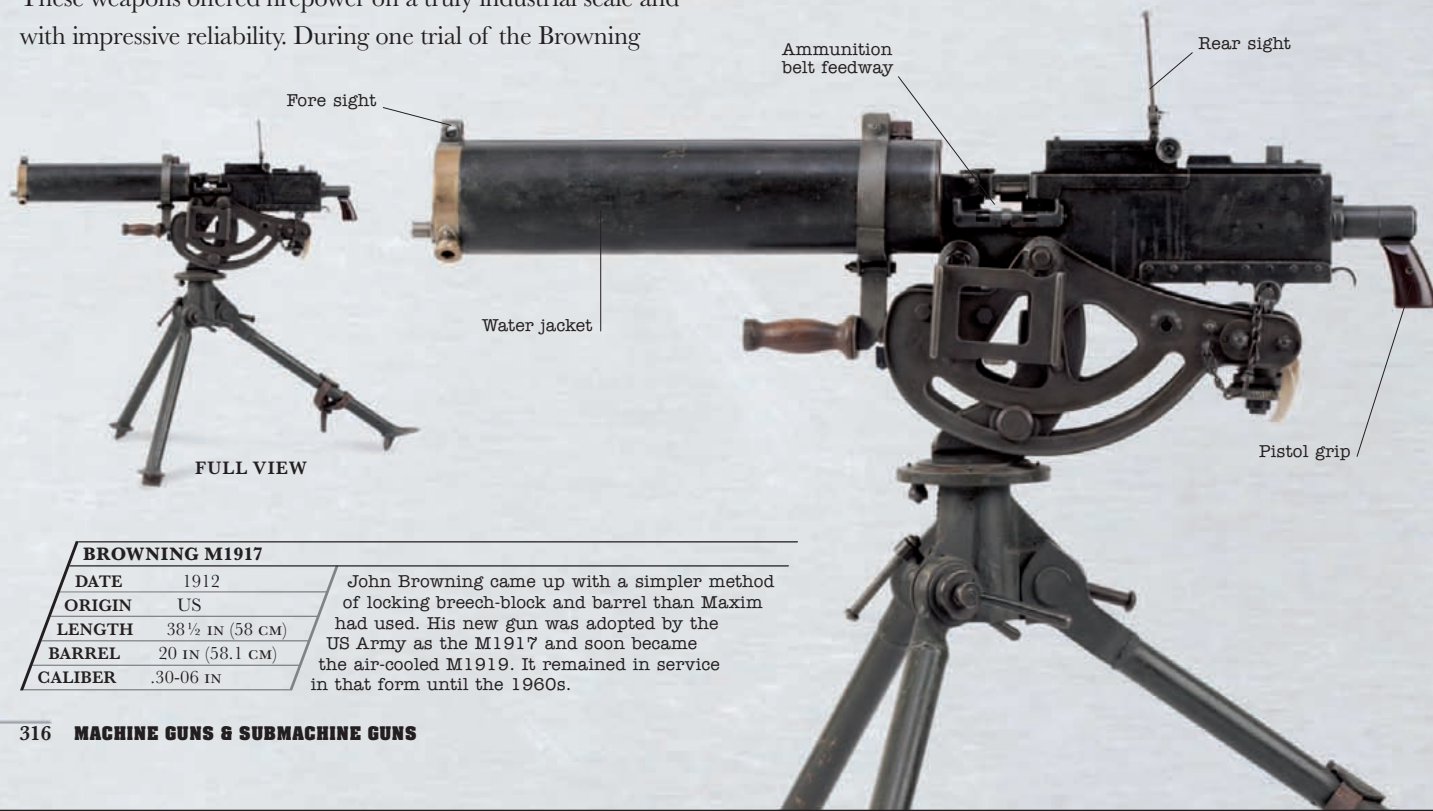 These weapons offered firepower on a truly industrial scale and
with impressive reliability. During one trial of the Browning
Fore sight
Ammunition
belt feedway
Rear sight
Water jacket
Pistol grip
FULL VIEW
BROWNING M1917
DATE 1912
ORIGIN US
LENGTH 38½ IN (58 CM)
BARREL 20 IN (58.1 CM)
CALIBER .30-06 IN
John Browning came up with a simpler method
of locking breech-block and barrel than Maxim
had used. His new gun was adopted by the
US Army as the M1917 and soon became
the air-cooled M1919. It remained in service
in that form until the 1960s.
316 MACHINE GUNS & SUBMACHINE GUNS